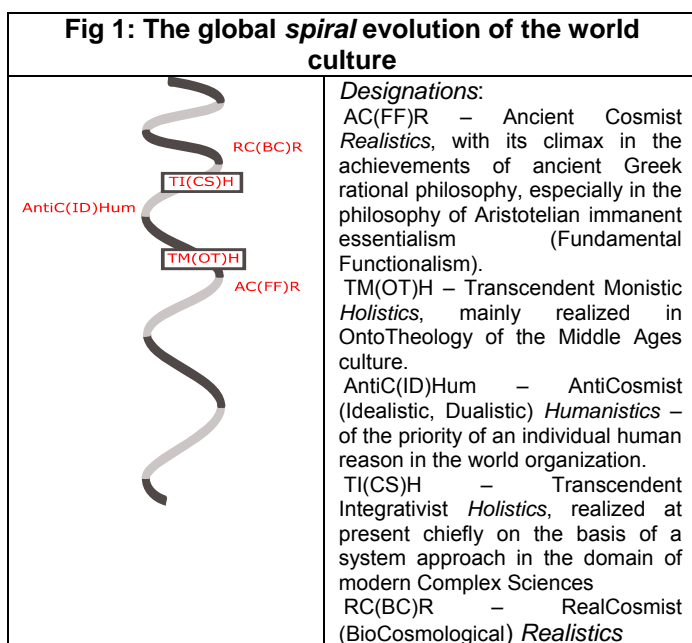 Fig 1: The global spiral evolution of the world
culture
RC(BC)R
TI(CS)H
AntiC(ID)Hum
TM(OT)H
AC(FF)R
Designations:
AC(FF)R – Ancient Cosmist
Realistics, with its climax in the
achievements of ancient Greek
rational philosophy, especially in the
philosophy of Aristotelian immanent
essentialism (Fundamental
Functionalism).
TM(OT)H – Transcendent Monistic
Holistics, mainly realized in
OntoTheology of the Middle Ages
culture.
AntiC(ID)Hum – AntiCosmist
(Idealistic, Dualistic) Humanistics –
of the priority of an individual human
reason in the world organization.
TI(CS)H – Transcendent
Integrativist Holistics, realized at
present chiefly on the basis of a
system approach in the domain of
modern Complex Sciences
RC(BC)R – RealCosmist
(BioCosmological) Realistics